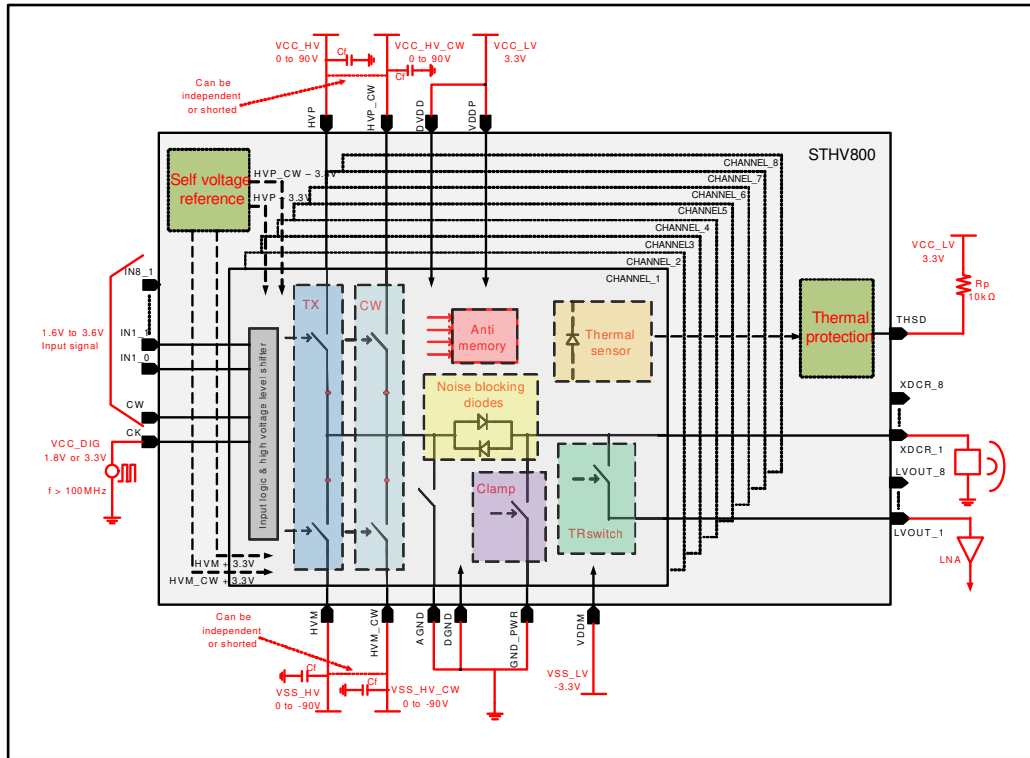 VCC_HV
0 to 90V
Cf
VCC_HV_CW
0 to 90V
Cf
VCC_LV
3.3V
Can be
independent
or shorted
HVP
HVP_CW
DVDD
VDDP
STHV800
Self voltage
reference
HVP_CW – 3.3V
HVP – 3.3V
CHANNEL_8
CHANNEL_7
CHANNEL_6
CHANNEL5
CHANNEL_4
CHANNEL3
CHANNEL_2
CHANNEL_1
IN8_1
1.6V to 3.6V
Input signal
IN1_1
IN1_0
CW
CK
VCC_DIG
1.8V or 3.3V
f > 100MHz
Input logic & high voltage level shifter
TX
CW
Anti
memory
Thermal
sensor
Noise blocking
diodes
Clamp
TRswitch
Thermal
protection
VCC_LV
3.3V
Rp
10kΩ
THSD
XDCR_8
XDCR_1
LVOUT_8
LVOUT_1
LNA
HVM + 3.3V
HVM_CW + 3.3V
HVM
HVM_CW
AGND
DGND
GND_PWR
VDDM
Can be
independent
or shorted
Cf
VSS_HV
0 to -90V
Cf
VSS_HV_CW
0 to -90V
VSS_LV
-3.3V